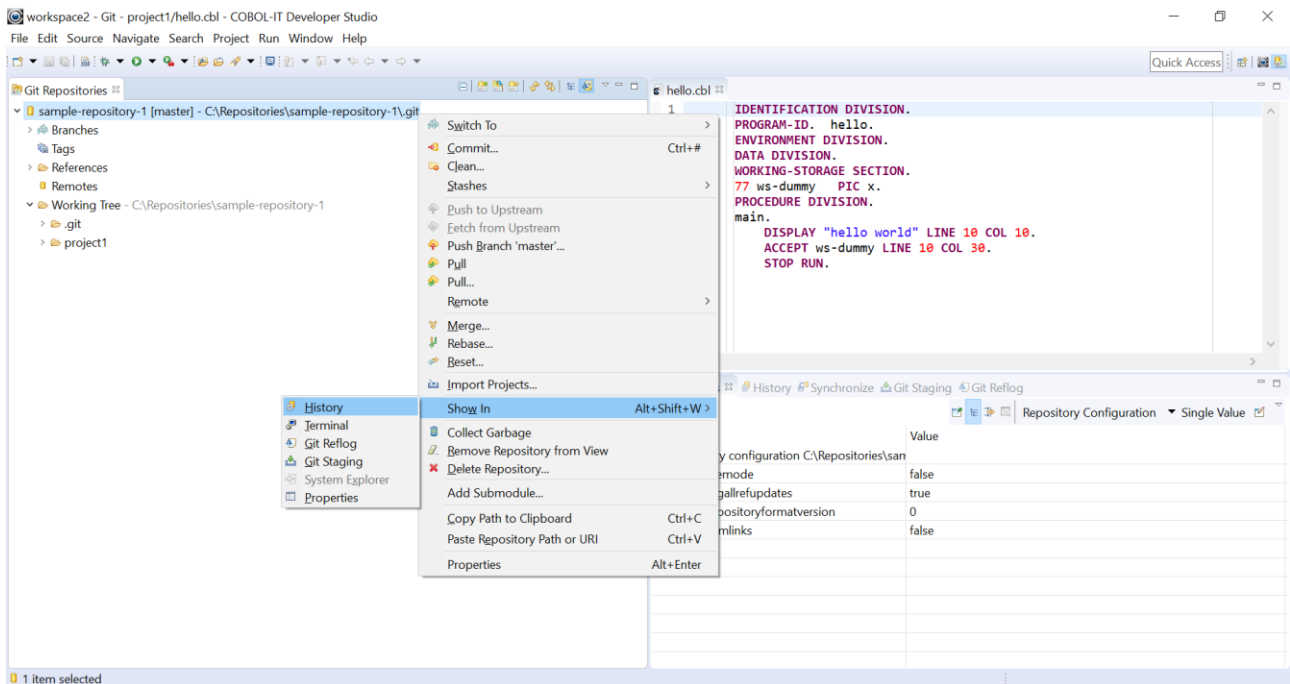 workspace2 - Git - project1/hello.cbl - COBOL-IT Developer Studio
File Edit Source Navigate Search Project Run Window Help
Quick Access
Git Repositories
sample-repository-1 [master] - C:\Repositories\sample-repository-1\.git
Branches
Tags
References
Remotes
Working Tree - C:\Repositories\sample-repository-1
.git
project1
Switch To
Commit... Ctrl+#
Clean...
Stashes
Push to Upstream
Fetch from Upstream
Push Branch 'master'...
Pull
Pull...
Remote
Merge...
Rebase...
Reset...
Import Projects...
Show In Alt+Shift+W
Collect Garbage
Remove Repository from View
Delete Repository...
Add Submodule...
Copy Path to Clipboard Ctrl+C
Paste Repository Path or URI Ctrl+V
Properties Alt+Enter
History
Terminal
Git Reflog
Git Staging
System Explorer
Properties
hello.cbl
1 IDENTIFICATION DIVISION.
PROGRAM-ID. hello.
ENVIRONMENT DIVISION.
DATA DIVISION.
WORKING-STORAGE SECTION.
77 ws-dummy PIC x.
PROCEDURE DIVISION.
main.
DISPLAY "hello world" LINE 10 COL 10.
ACCEPT ws-dummy LINE 10 COL 30.
STOP RUN.
History Synchronize Git Staging Git Reflog
Repository Configuration Single Value
Value
y configuration C:\Repositories\sam
emode false
gallrefupdates true
positoryformatversion 0
mlinks false
1 item selected